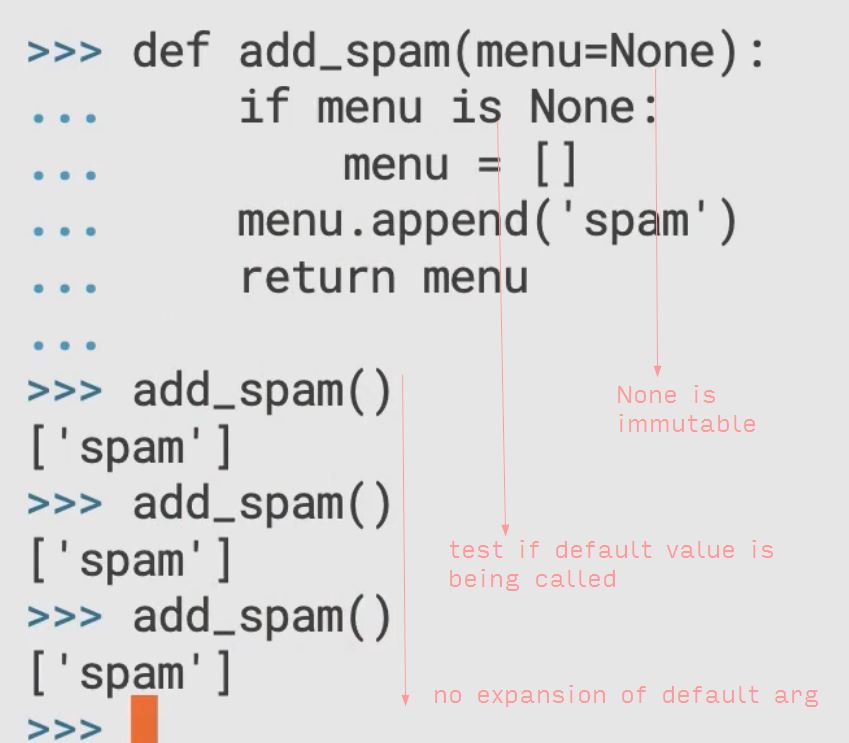 >>> def add_spam(menu=None):
...     if menu is None:
...         menu = []
...     menu.append('spam')
...     return menu
...
>>> add_spam()
['spam']
>>> add_spam()
['spam']
>>> add_spam()
['spam']
>>>
None is
immutable
test if default value is
being called
no expansion of default arg